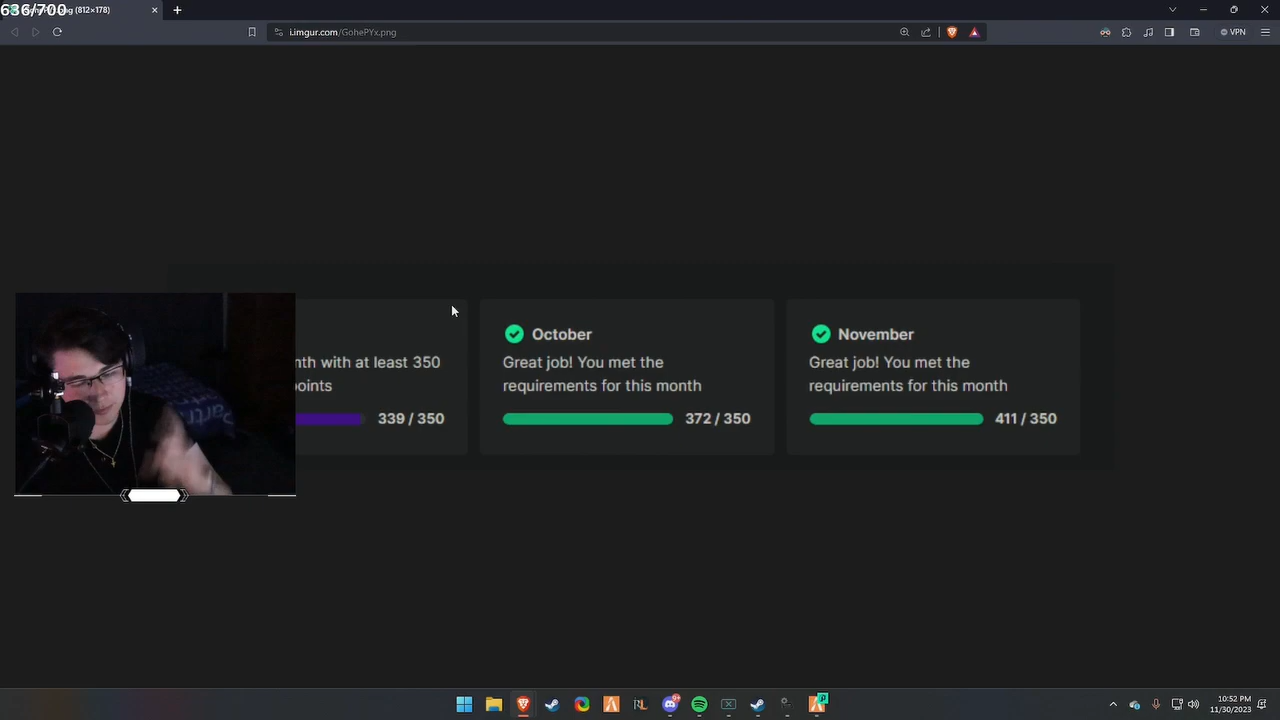 636/700
(812×178)
i.imgur.com/GohePYx.png
VPN
nth with at least 350
points
339 / 350
October
Great job! You met the
requirements for this month
372 / 350
November
Great job! You met the
requirements for this month
411 / 350
10:52 PM
11/30/2023